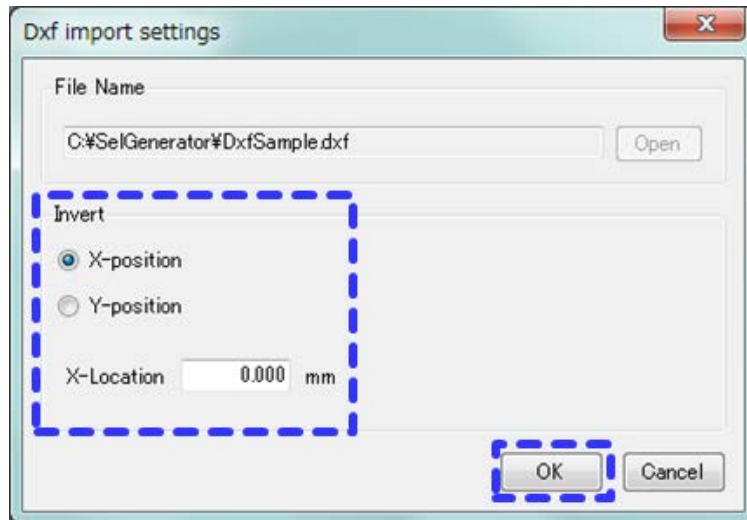 Dxf import settings
File Name
C:¥SelGenerator¥DxfSample.dxf
Open
Invert
X-position
Y-position
X-Location 0.000 mm
OK Cancel